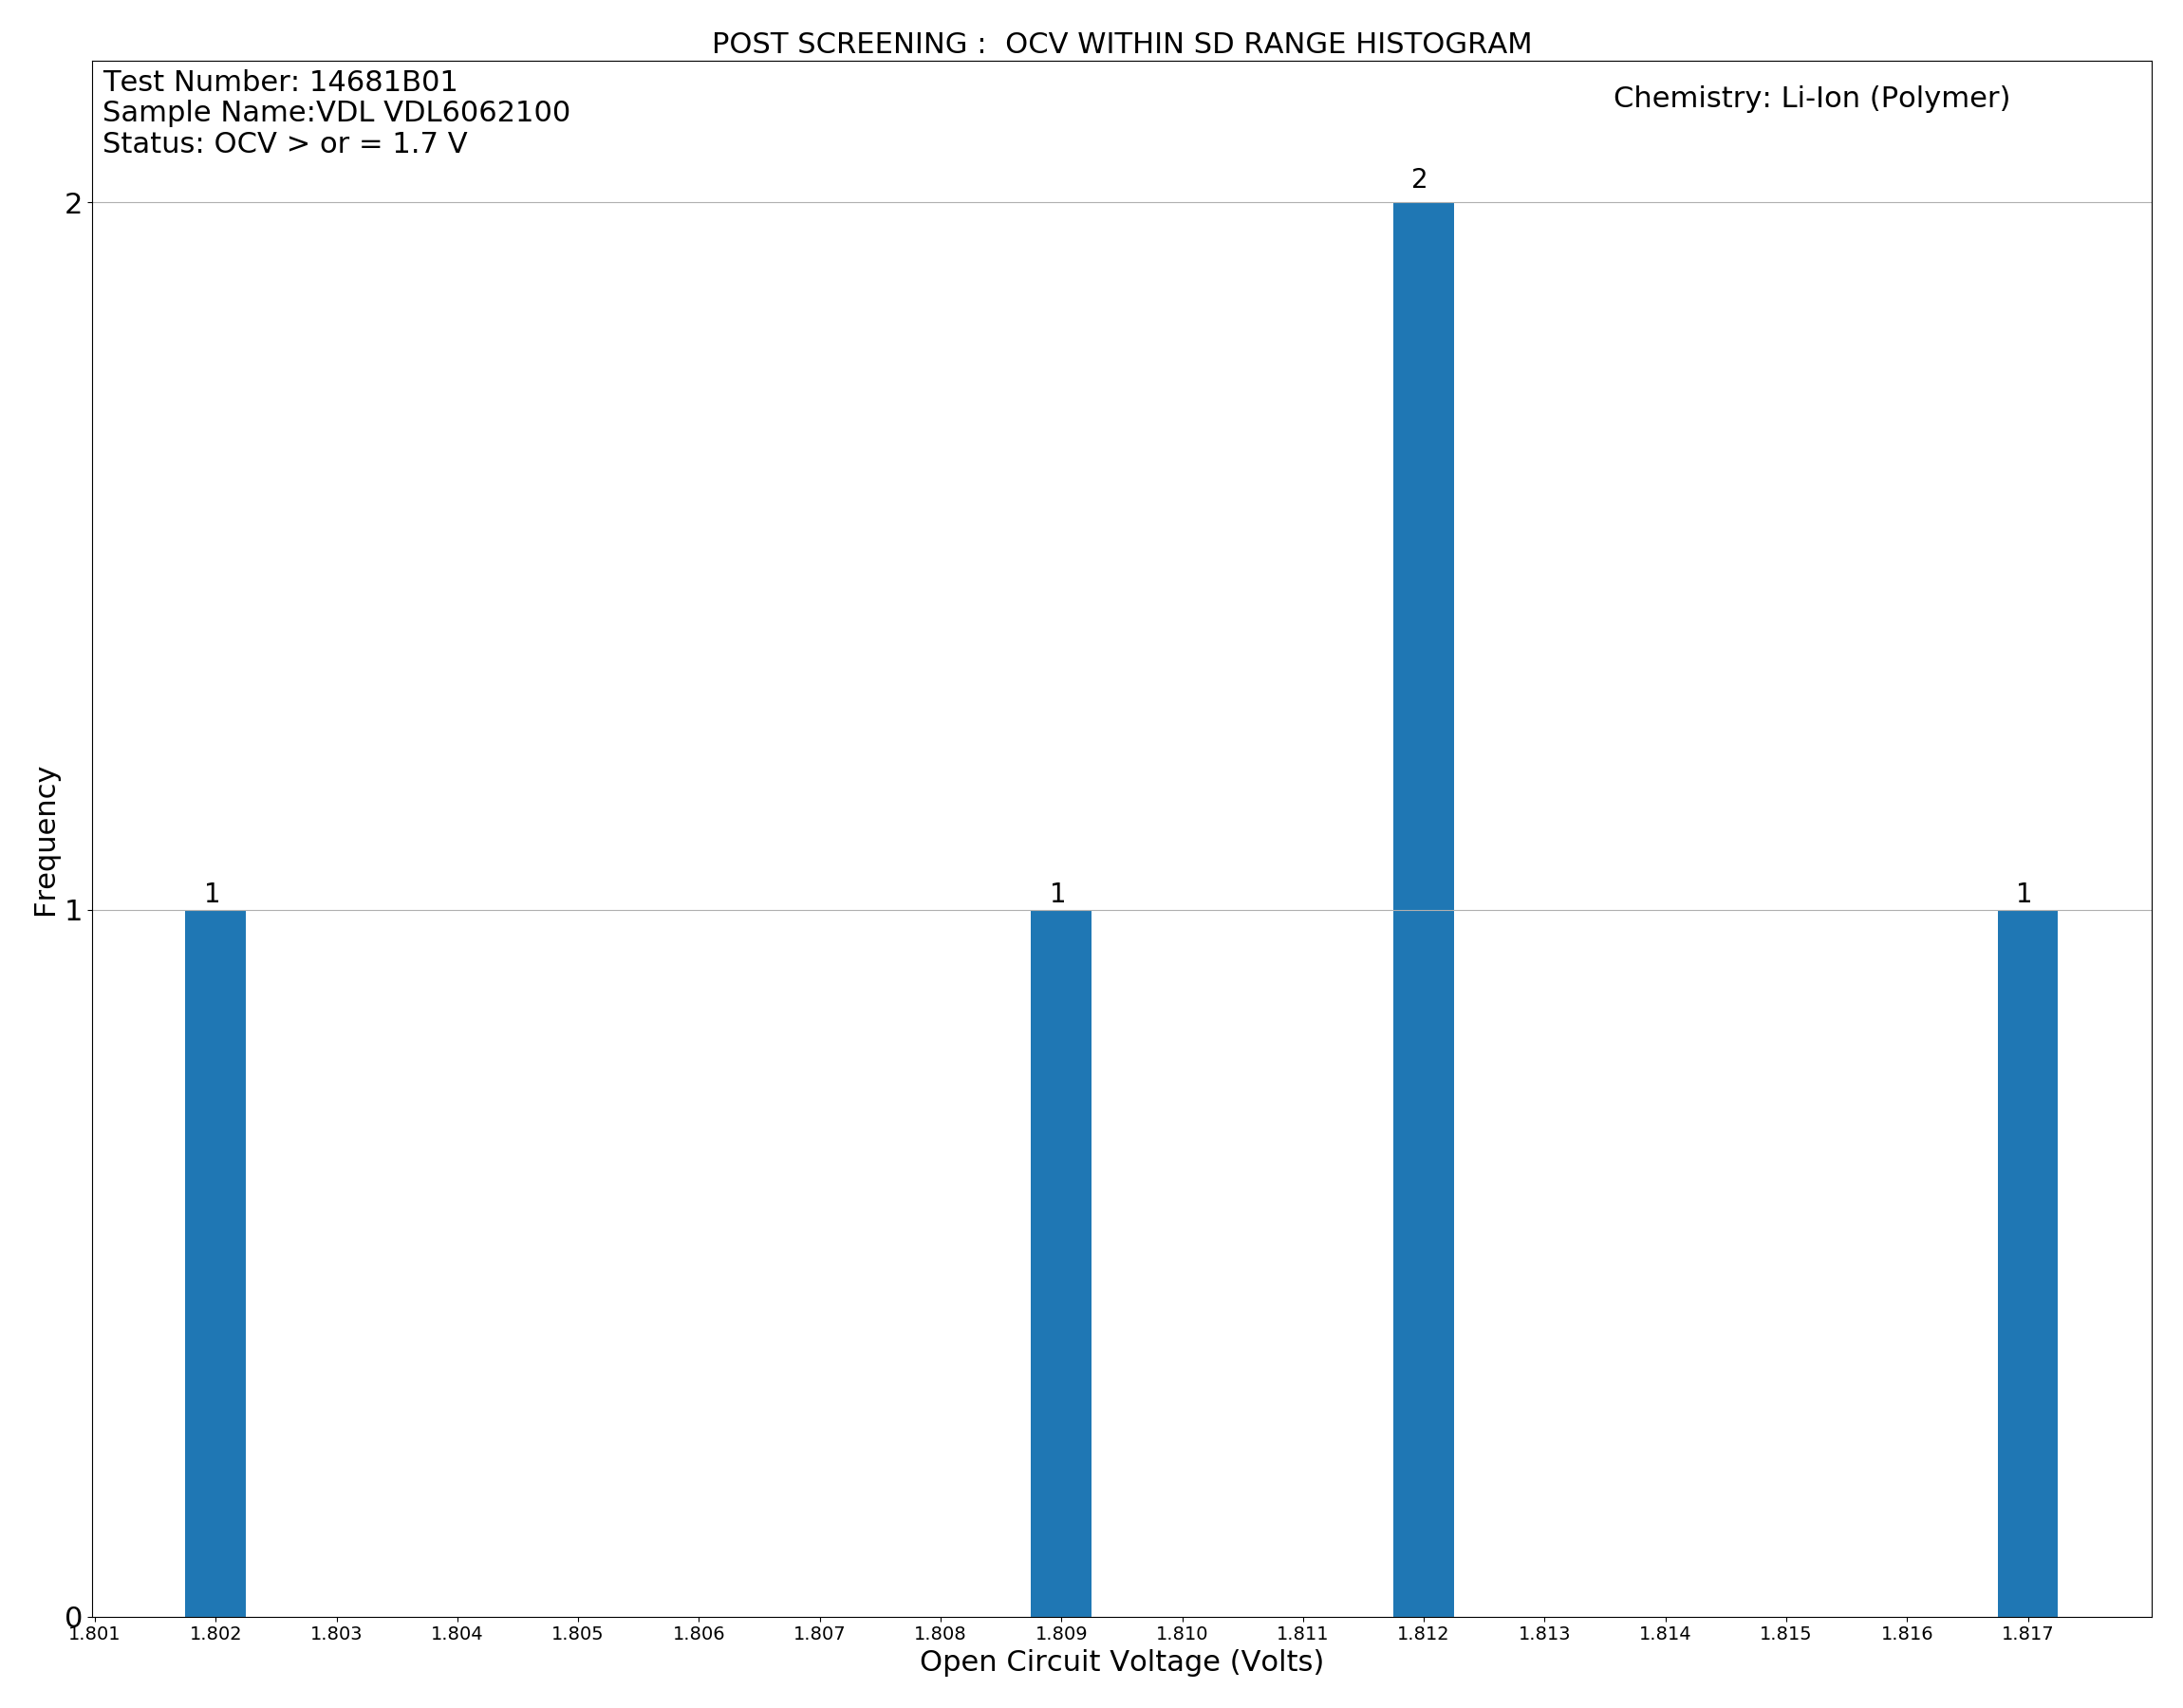 POST SCREENING :  OCV WITHIN SD RANGE HISTOGRAM
Test Number: 14681B01
Sample Name:VDL VDL6062100
Status: OCV > or = 1.7 V
Chemistry: Li-Ion (Polymer)
2
2
1
1
1
1
0
Frequency
1.801 1.802 1.803 1.804 1.805 1.806 1.807 1.808 1.809 1.810 1.811 1.812 1.813 1.814 1.815 1.816 1.817
Open Circuit Voltage (Volts)